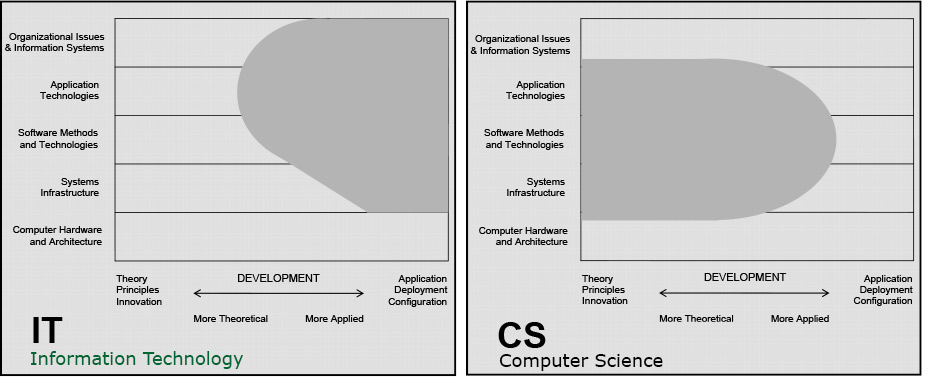 Organizational Issues
& Information Systems
Application
Technologies
Software Methods
and Technologies
Systems
Infrastructure
Computer Hardware
and Architecture
Theory
Principles
Innovation
DEVELOPMENT
More Theoretical
More Applied
Application
Deployment
Configuration
IT
Information Technology
Organizational Issues
& Information Systems
Application
Technologies
Software Methods
and Technologies
Systems
Infrastructure
Computer Hardware
and Architecture
Theory
Principles
Innovation
DEVELOPMENT
More Theoretical
More Applied
Application
Deployment
Configuration
CS
Computer Science